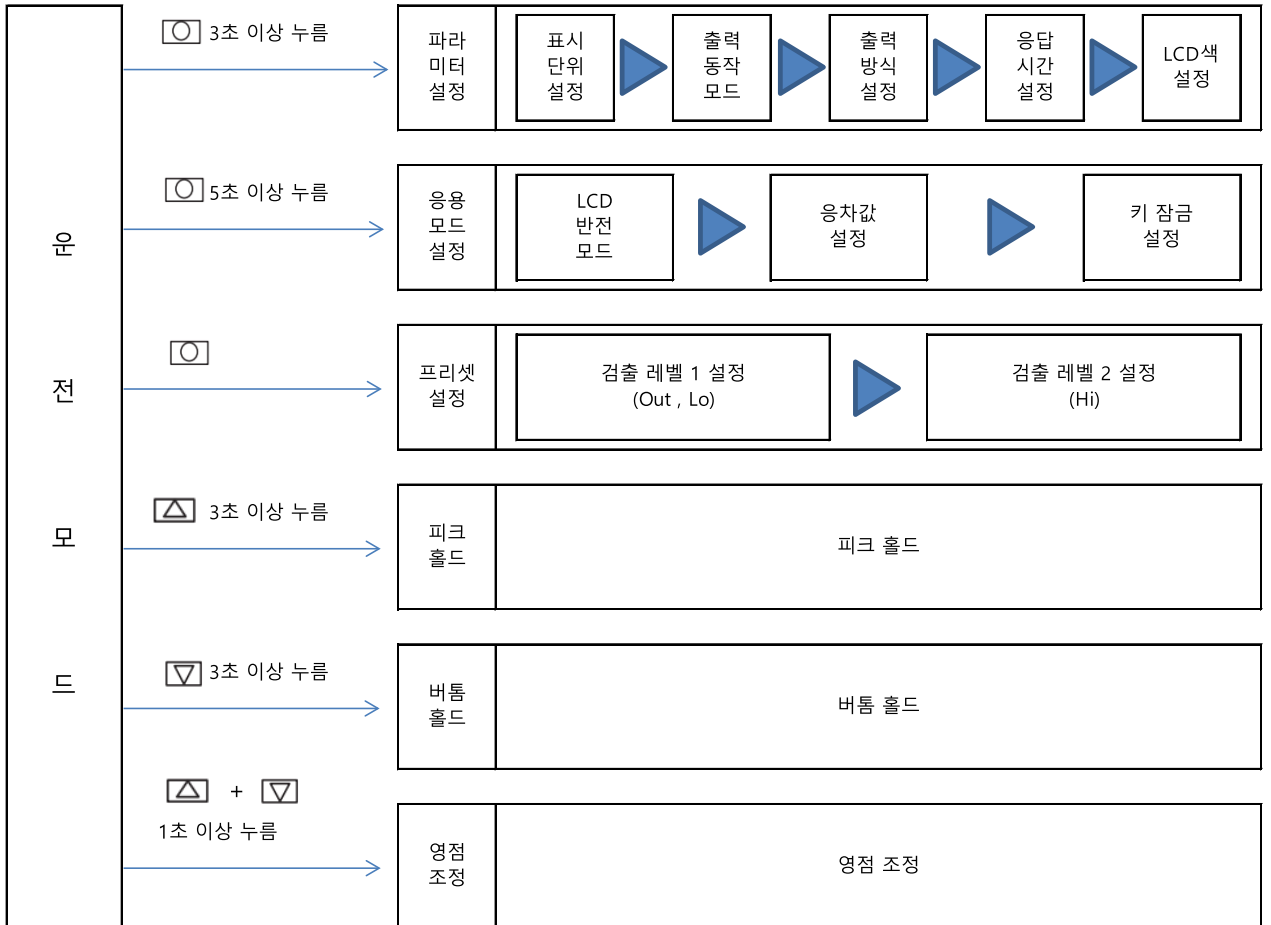 운
전
모
드
3초 이상 누름
파라
미터
설정
표시
단위
설정
출력
동작
모드
출력
방식
설정
응답
시간
설정
LCD색
설정
5초 이상 누름
응용
모드
설정
LCD
반전
모드
응차값
설정
키 잠금
설정
프리셋
설정
검출 레벨 1 설정
(Out , Lo)
검출 레벨 2 설정
(Hi)
3초 이상 누름
피크
홀드
피크 홀드
3초 이상 누름
버톰
홀드
버톰 홀드
+
1초 이상 누름
영점
조정
영점 조정